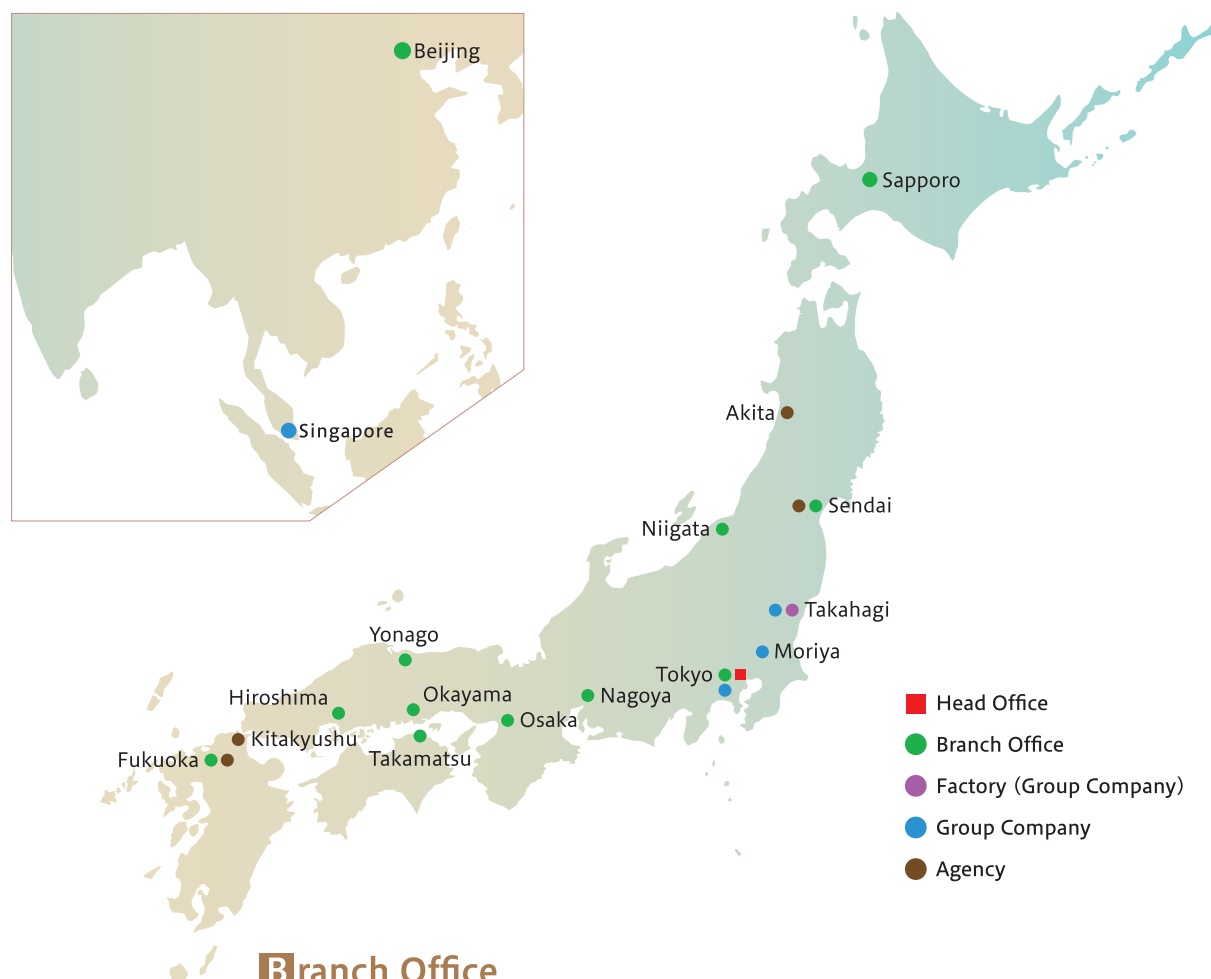 Beijing
Singapore
Sapporo
Akita
Sendai
Niigata
Takahagi
Yonago
Moriya
Tokyo
Hiroshima
Okayama
Nagoya
Osaka
Kitakyushu
Takamatsu
Fukuoka
Head Office
Branch Office
Factory (Group Company)
Group Company
Agency
Branch Office